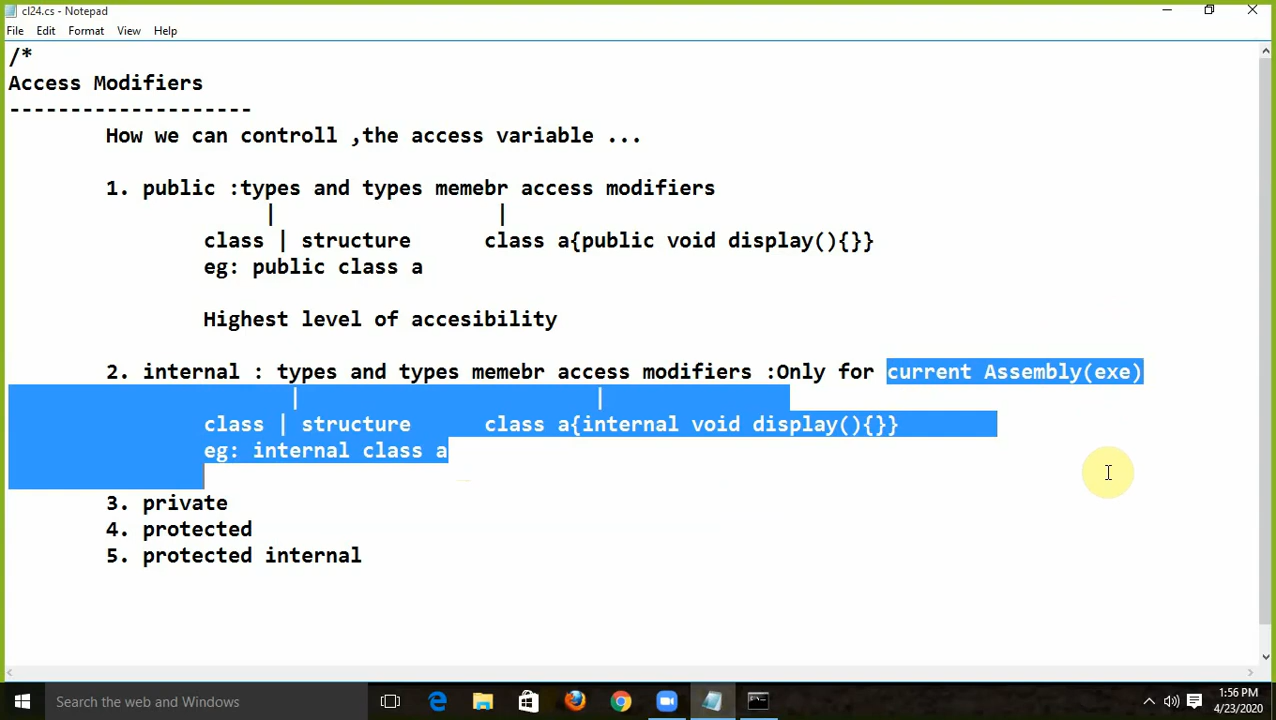 cl24.cs - Notepad
File Edit Format View Help
/*
Access Modifiers
--------------------
How we can controll ,the access variable ...
1. public :types and types memebr access modifiers
| |
class | structure class a{public void display(){}}
eg: public class a
Highest level of accesibility
2. internal : types and types memebr access modifiers :Only for current Assembly(exe)
| |
class | structure class a{internal void display(){}}
eg: internal class a
3. private
4. protected
5. protected internal
Search the web and Windows
1:56 PM
4/23/2020